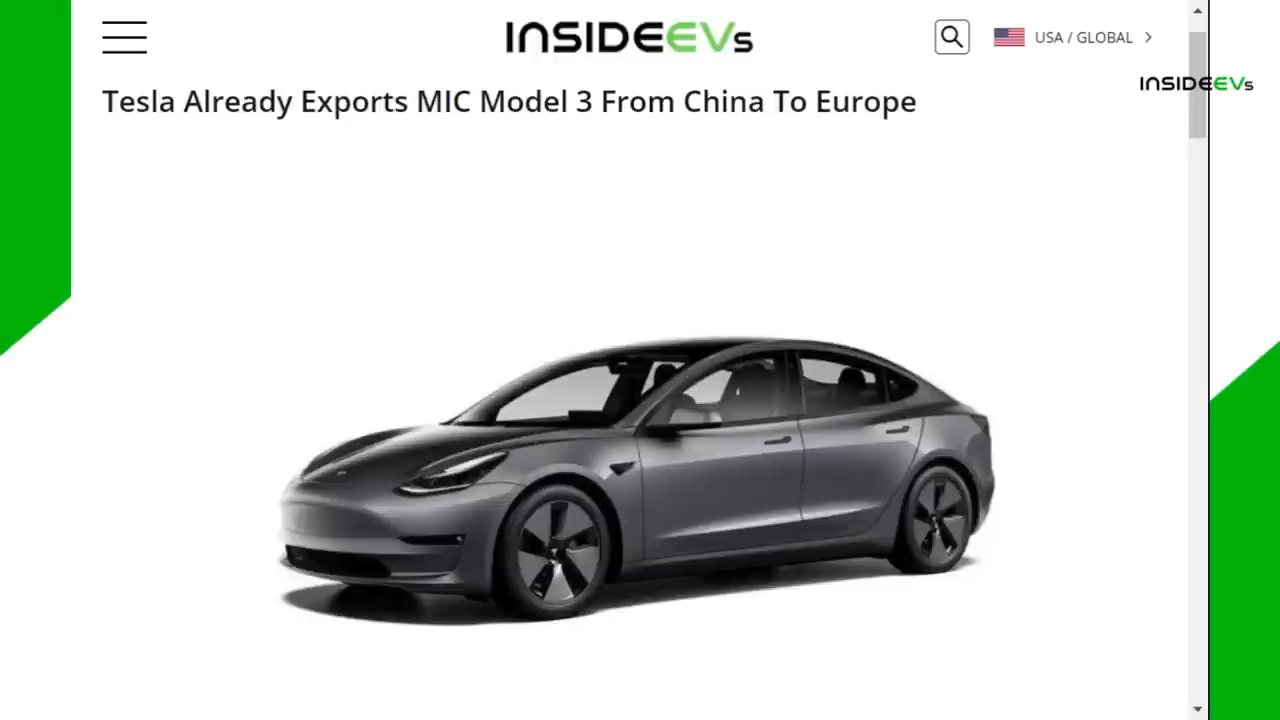 INSIDEEVs
USA / GLOBAL
INSIDEEVs
Tesla Already Exports MIC Model 3 From China To Europe